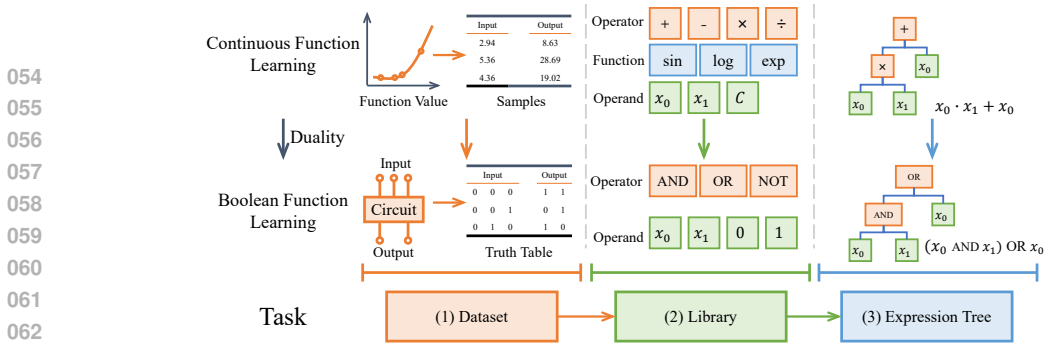 Continuous Function
Learning
Function Value
Input Output
2.94 8.63
5.36 28.69
4.36 19.02
Samples
Operator + - × ÷
Function sin log exp
Operand x₀ x₁ C
+
× x₀
x₀ x₁
x₀ · x₁ + x₀
054
055
056
057
058
059
060
061
062
Duality
Boolean Function
Learning
Input
Circuit
Output
Input Output
0 0 0 1 1
0 0 1 1 0
0 1 0 1 0
Truth Table
Operator AND OR NOT
Operand x₀ x₁ 0 1
OR
AND x₀
x₀ x₁
(x₀ AND x₁) OR x₀
Task
(1) Dataset
(2) Library
(3) Expression Tree